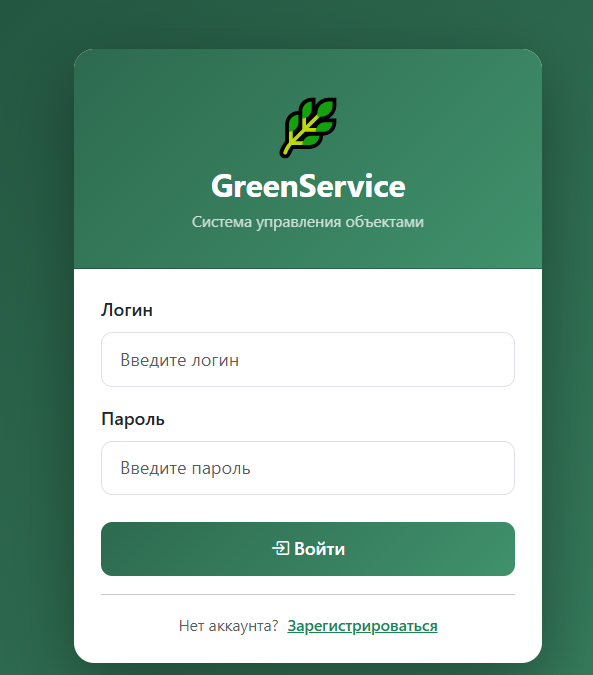 GreenService
Система управления объектами
Логин
Введите логин
Пароль
Введите пароль
Войти
Нет аккаунта? Зарегистрироваться